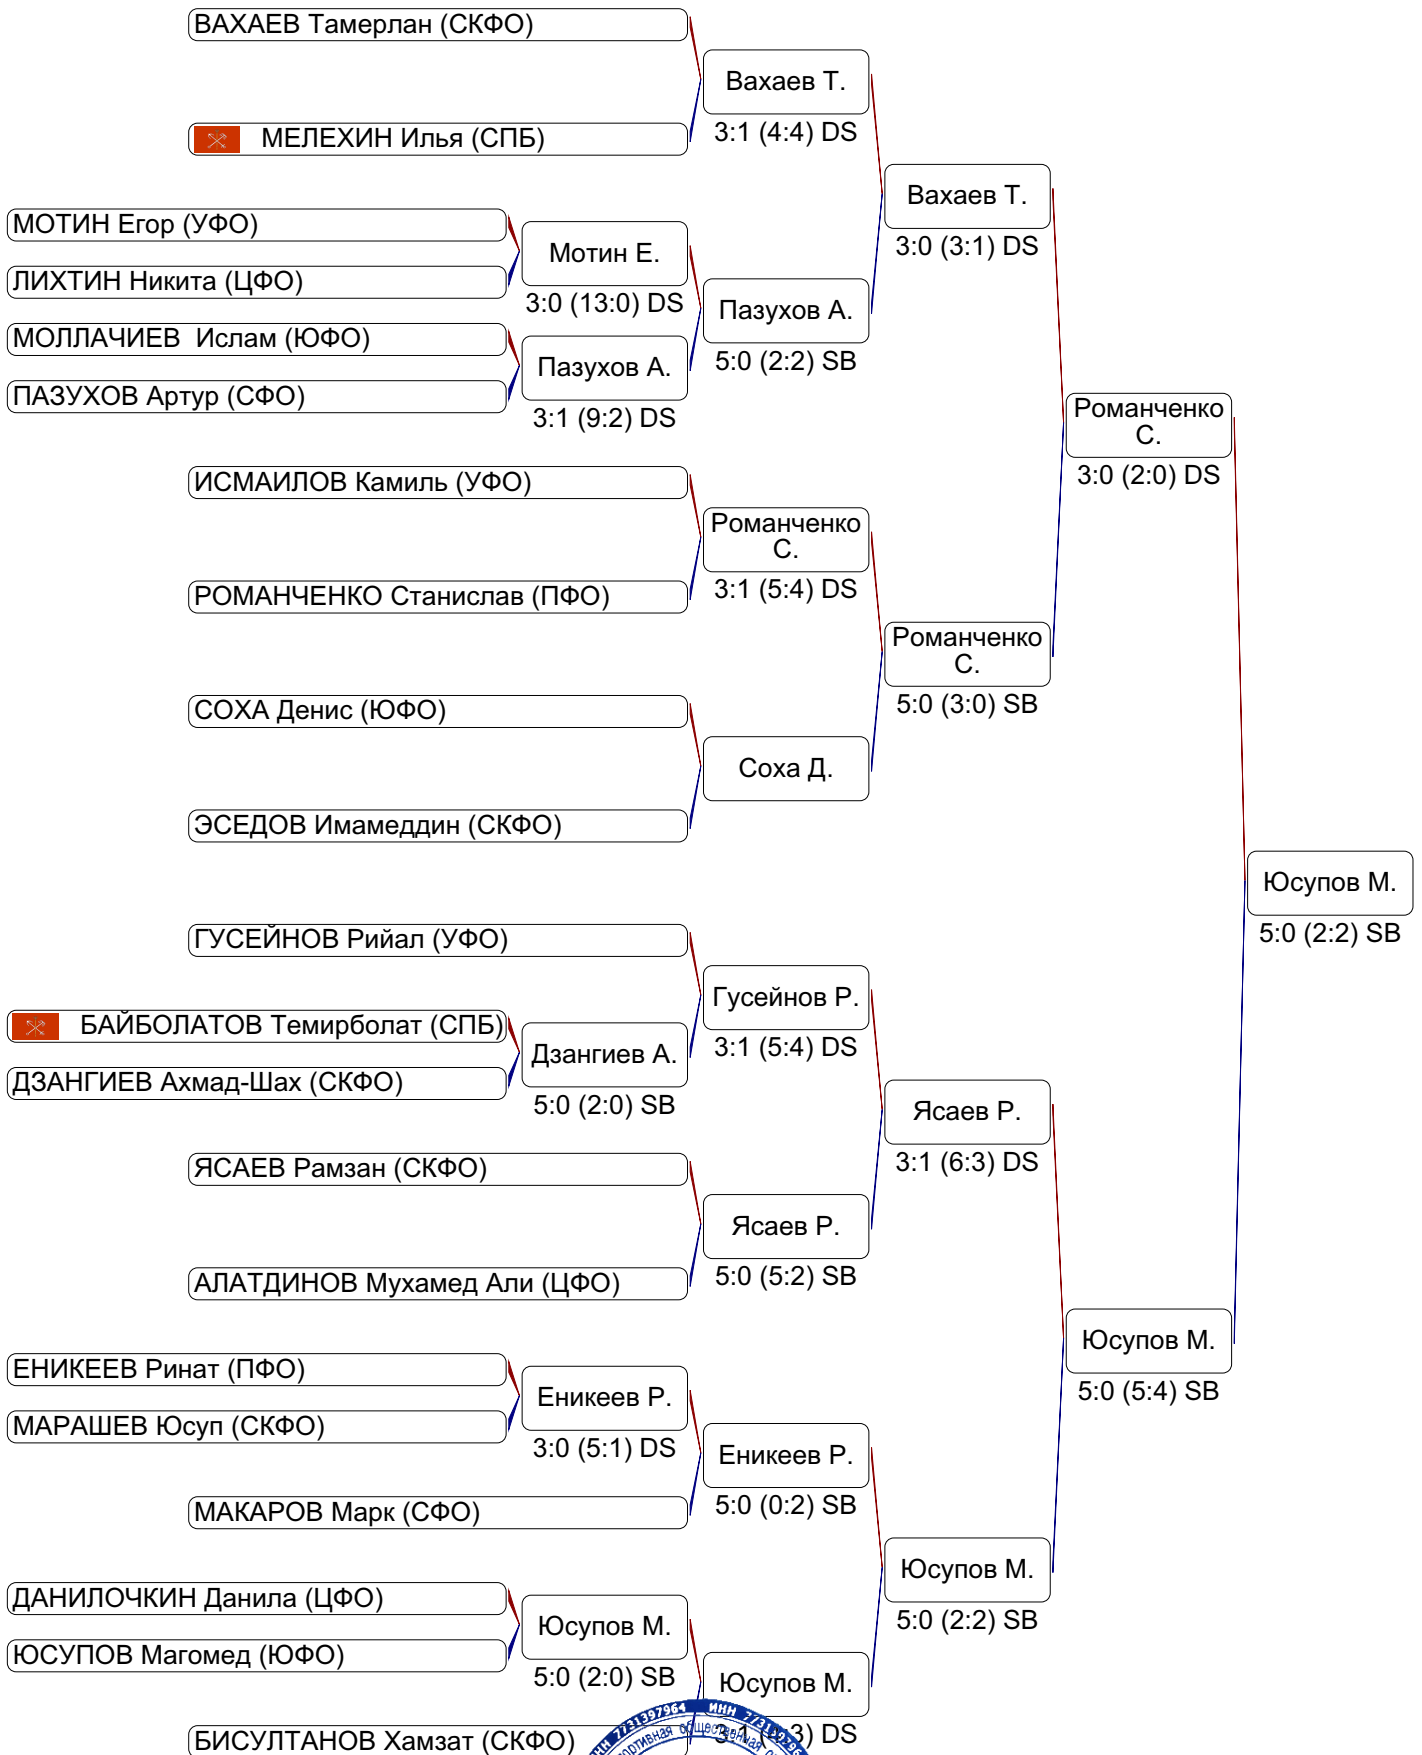 ВАХАЕВ Тамерлан (СКФО)
Вахаев Т.
3:1 (4:4) DS
МЕЛЕХИН Илья (СПБ)
Вахаев Т.
3:0 (3:1) DS
МОТИН Егор (УФО)
Мотин Е.
3:0 (13:0) DS
ЛИХТИН Никита (ЦФО)
Пазухов А.
5:0 (2:2) SB
МОЛЛАЧИЕВ Ислам (ЮФО)
Пазухов А.
3:1 (9:2) DS
ПАЗУХОВ Артур (СФО)
Романченко
С.
3:0 (2:0) DS
ИСМАИЛОВ Камиль (УФО)
Романченко
С.
3:1 (5:4) DS
РОМАНЧЕНКО Станислав (ПФО)
Романченко
С.
5:0 (3:0) SB
СОХА Денис (ЮФО)
Соха Д.
ЭСЕДОВ Имамеддин (СКФО)
Юсупов М.
5:0 (2:2) SB
ГУСЕЙНОВ Рийал (УФО)
Гусейнов Р.
3:1 (5:4) DS
БАЙБОЛАТОВ Темирболат (СПБ)
Дзангиев А.
5:0 (2:0) SB
ДЗАНГИЕВ Ахмад-Шах (СКФО)
Ясаев Р.
3:1 (6:3) DS
ЯСАЕВ Рамзан (СКФО)
Ясаев Р.
5:0 (5:2) SB
АЛАТДИНОВ Мухамед Али (ЦФО)
Юсупов М.
5:0 (5:4) SB
ЕНИКЕЕВ Ринат (ПФО)
Еникеев Р.
3:0 (5:1) DS
МАРАШЕВ Юсуп (СКФО)
Еникеев Р.
5:0 (0:2) SB
МАКАРОВ Марк (СФО)
Юсупов М.
5:0 (2:2) SB
ДАНИЛОЧКИН Данила (ЦФО)
Юсупов М.
5:0 (2:0) SB
ЮСУПОВ Магомед (ЮФО)
Юсупов М.
DS
БИСУЛТАНОВ Хамзат (СКФО)
7731397964 ИНН